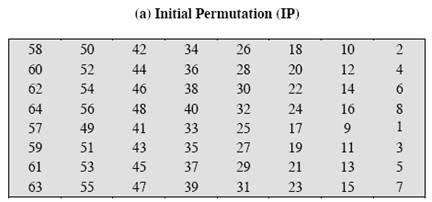 (a) Initial Permutation (IP)
58 50 42 34 26 18 10 2
60 52 44 36 28 20 12 4
62 54 46 38 30 22 14 6
64 56 48 40 32 24 16 8
57 49 41 33 25 17 9 1
59 51 43 35 27 19 11 3
61 53 45 37 29 21 13 5
63 55 47 39 31 23 15 7